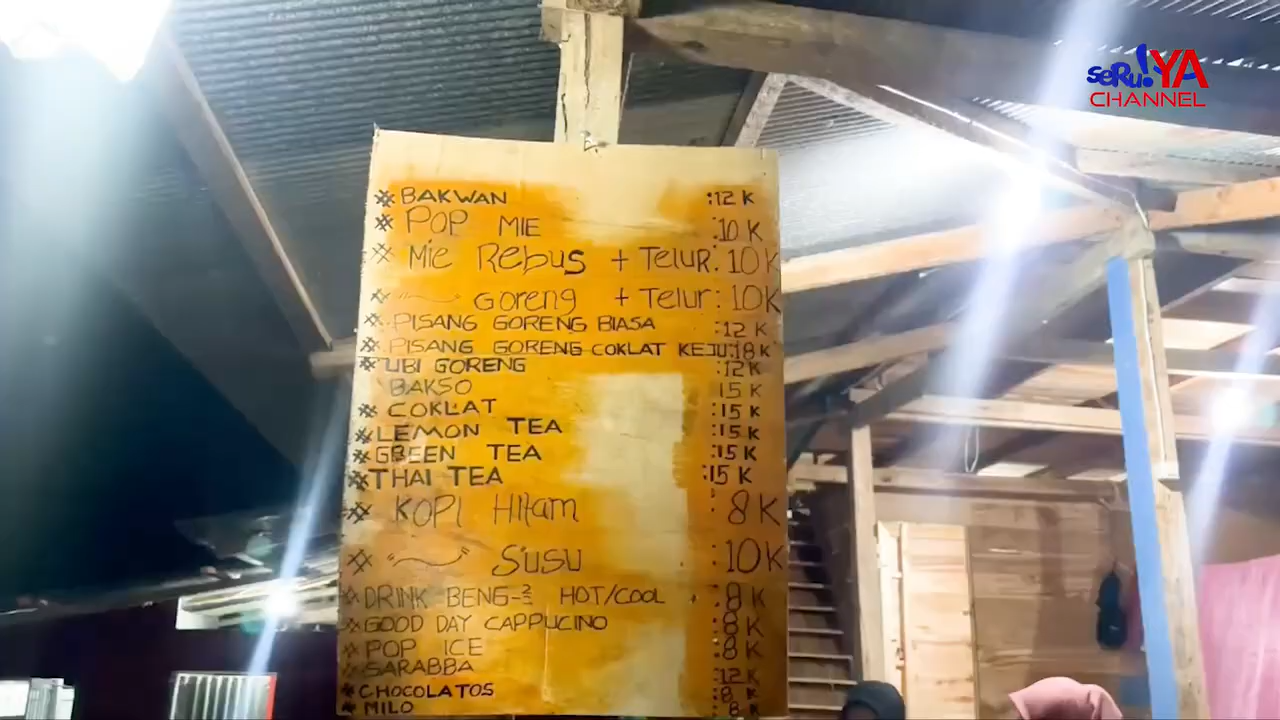 seRu!YA
CHANNEL
⁂ BAKWAN :12 K
⁂ POP MIE :10 K
⁂ Mie Rebus + Telur: 10K
⁂ ~ Goreng + Telur: 10K
⁂ PISANG GORENG BIASA :12 K
⁂ PISANG GORENG COKLAT KEJU:18 K
⁂ UBI GORENG :12 K
BAKSO 15 K
⁂ COKLAT :15 K
⁂ LEMON TEA :15 K
⁂ GREEN TEA :15 K
⁂ THAI TEA :15 K
⁂ KOPI HITam : 8 K
⁂ ~ SUSU : 10K
⁂ DRINK BENG-2 HOT/COOL :8 K
⁂ GOOD DAY CAPPUCINO :8 K
⁂ POP ICE :8 K
⁂ SARABBA :12 K
⁂ CHOCOLATOS :8 K
⁂ MILO 8 K